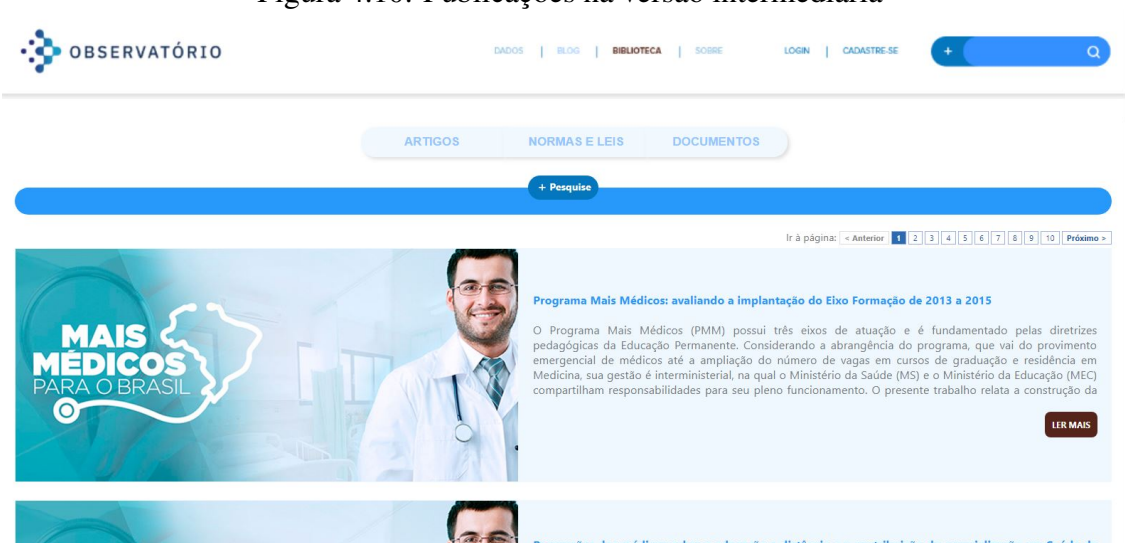 Figura 4.10: Publicações na versão intermediária
OBSERVATÓRIO
DADOS | BLOG | BIBLIOTECA | SOBRE LOGIN | CADASTRE-SE +
ARTIGOS NORMAS E LEIS DOCUMENTOS
+ Pesquise
Ir à página: < Anterior 1 2 3 4 5 6 7 8 9 10 Próximo >
MAIS
MÉDICOS
PARA O BRASIL
Programa Mais Médicos: avaliando a implantação do Eixo Formação de 2013 a 2015
O Programa Mais Médicos (PMM) possui três eixos de atuação e é fundamentado pelas diretrizes
pedagógicas da Educação Permanente. Considerando a abrangência do programa, que vai do provimento
emergencial de médicos até a ampliação do número de vagas em cursos de graduação e residência em
Medicina, sua gestão é interministerial, na qual o Ministério da Saúde (MS) e o Ministério da Educação (MEC)
compartilham responsabilidades para seu pleno funcionamento. O presente trabalho relata a construção da
LER MAIS